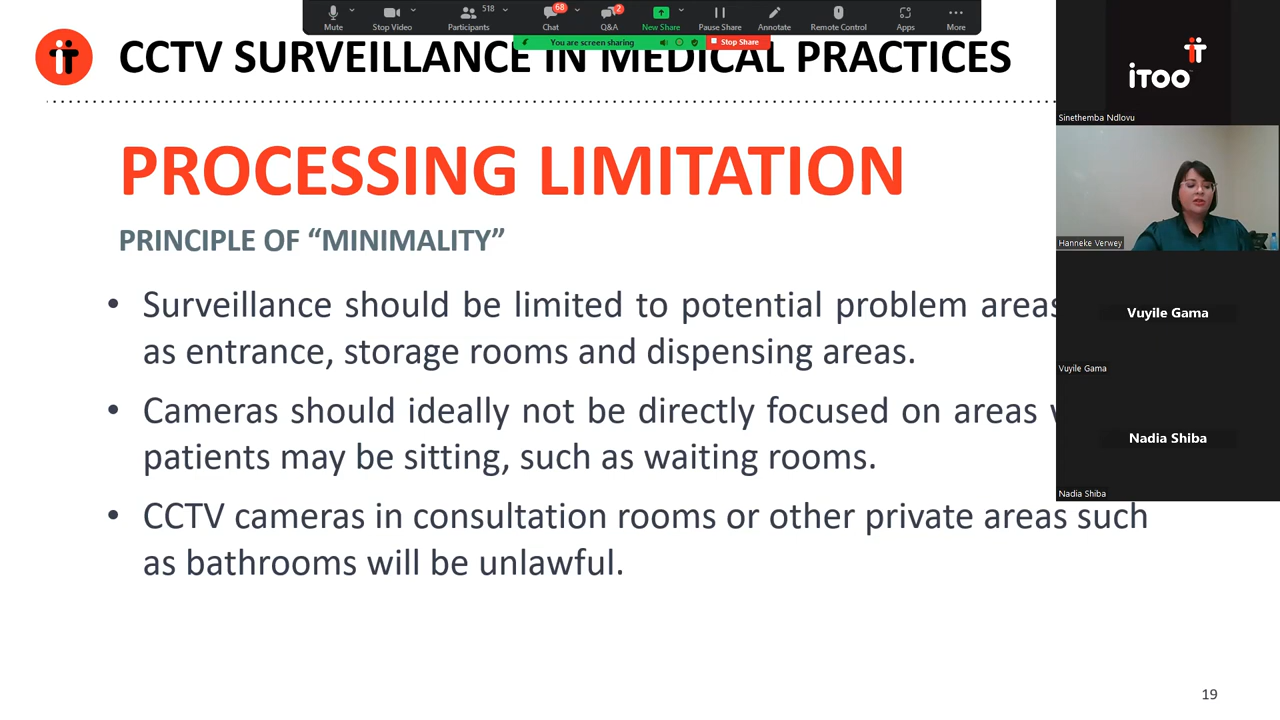 518
68
2
Mute
Stop Video
Participants
Chat
Q&A
New Share
Pause Share
Annotate
Remote Control
Apps
More
You are screen sharing
Stop Share
CCTV SURVEILLANCE IN MEDICAL PRACTICES
iTOO
Sinethemba Ndlovu
PROCESSING LIMITATION
Hanneke Verwey
PRINCIPLE OF “MINIMALITY”
• Surveillance should be limited to potential problem areas
as entrance, storage rooms and dispensing areas.
Vuyile Gama
Vuyile Gama
• Cameras should ideally not be directly focused on areas
patients may be sitting, such as waiting rooms.
Nadia Shiba
Nadia Shiba
• CCTV cameras in consultation rooms or other private areas such
as bathrooms will be unlawful.
19